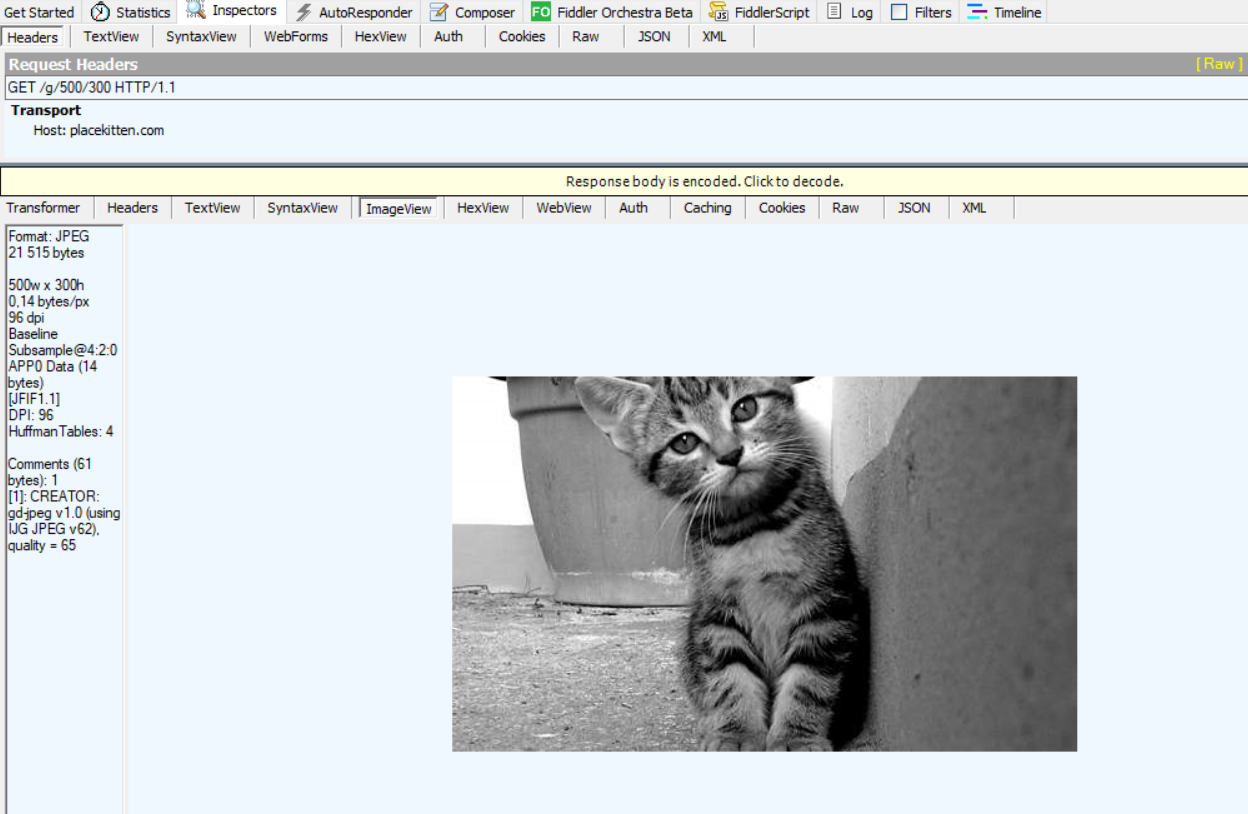 Get Started Statistics Inspectors AutoResponder Composer FO Fiddler Orchestra Beta JS FiddlerScript Log Filters Timeline
Headers TextView SyntaxView WebForms HexView Auth Cookies Raw JSON XML
Request Headers [ Raw ]
GET /g/500/300 HTTP/1.1
Transport
Host: placekitten.com
Response body is encoded. Click to decode.
Transformer Headers TextView SyntaxView ImageView HexView WebView Auth Caching Cookies Raw JSON XML
Format: JPEG
21 515 bytes
500w x 300h
0,14 bytes/px
96 dpi
Baseline
Subsample@4:2:0
APP0 Data (14
bytes)
[JFIF1.1]
DPI: 96
HuffmanTables: 4
Comments (61
bytes): 1
[1]: CREATOR:
gd-jpeg v1.0 (using
IJG JPEG v62),
quality = 65